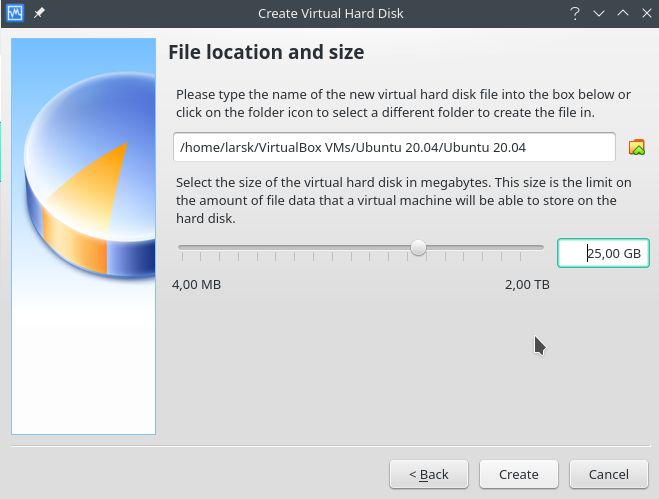 Create Virtual Hard Disk
File location and size
Please type the name of the new virtual hard disk file into the box below or
click on the folder icon to select a different folder to create the file in.
/home/larsk/VirtualBox VMs/Ubuntu 20.04/Ubuntu 20.04
Select the size of the virtual hard disk in megabytes. This size is the limit on
the amount of file data that a virtual machine will be able to store on the
hard disk.
25,00 GB
4,00 MB 2,00 TB
< Back Create Cancel